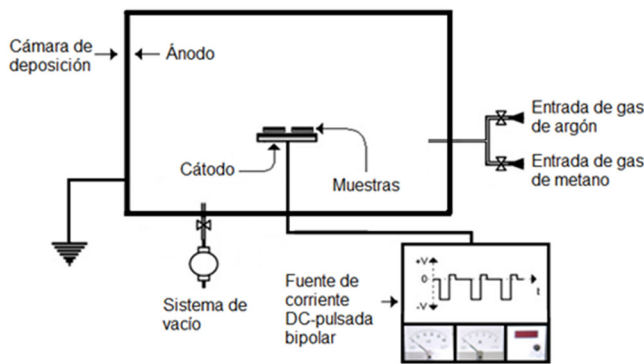 Cámara de
deposición
Ánodo
Entrada de gas
de argón
Entrada de gas
de metano
Cátodo
Muestras
Sistema de
vacío
Fuente de
corriente
DC-pulsada
bipolar
+V
0
-V
t